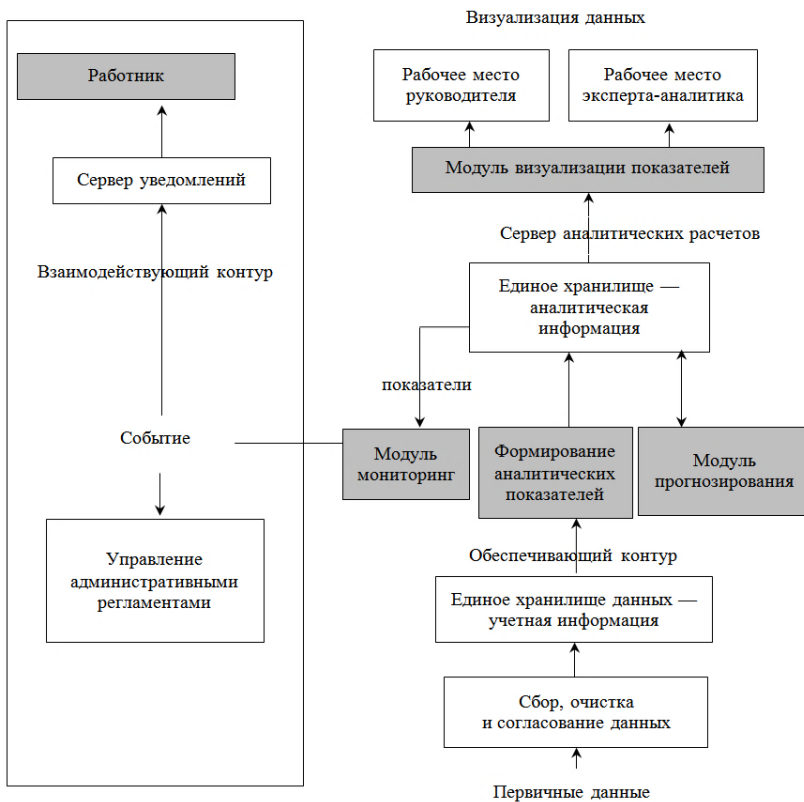 Работник
Сервер уведомлений
Взаимодействующий контур
Событие
Управление
административными
регламентами
Визуализация данных
Рабочее место
руководителя
Рабочее место
эксперта-аналитика
Модуль визуализации показателей
Сервер аналитических расчетов
Единое хранилище —
аналитическая
информация
показатели
Модуль
мониторинг
Формирование
аналитических
показателей
Модуль
прогнозирования
Обеспечивающий контур
Единое хранилище данных —
учетная информация
Сбор, очистка
и согласование данных
Первичные данные